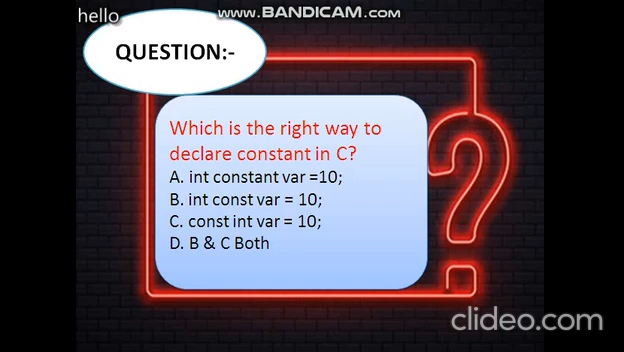 hello
www.BANDICAM.com
QUESTION:-
Which is the right way to
declare constant in C?
A. int constant var =10;
B. int const var = 10;
C. const int var = 10;
D. B & C Both
clideo.com